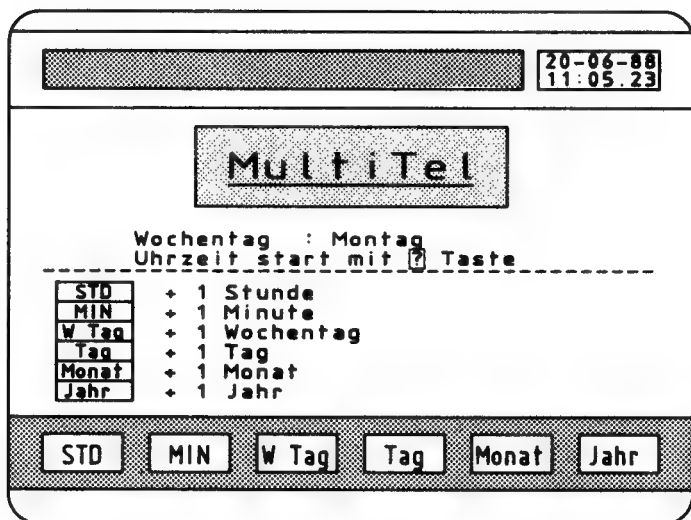 20-06-88
11:05.23
MultiTel
Wochentag : Montag
Uhrzeit start mit ? Taste
STD + 1 Stunde
MIN + 1 Minute
W Tag + 1 Wochentag
Tag + 1 Tag
Monat + 1 Monat
Jahr + 1 Jahr
STD MIN W Tag Tag Monat Jahr